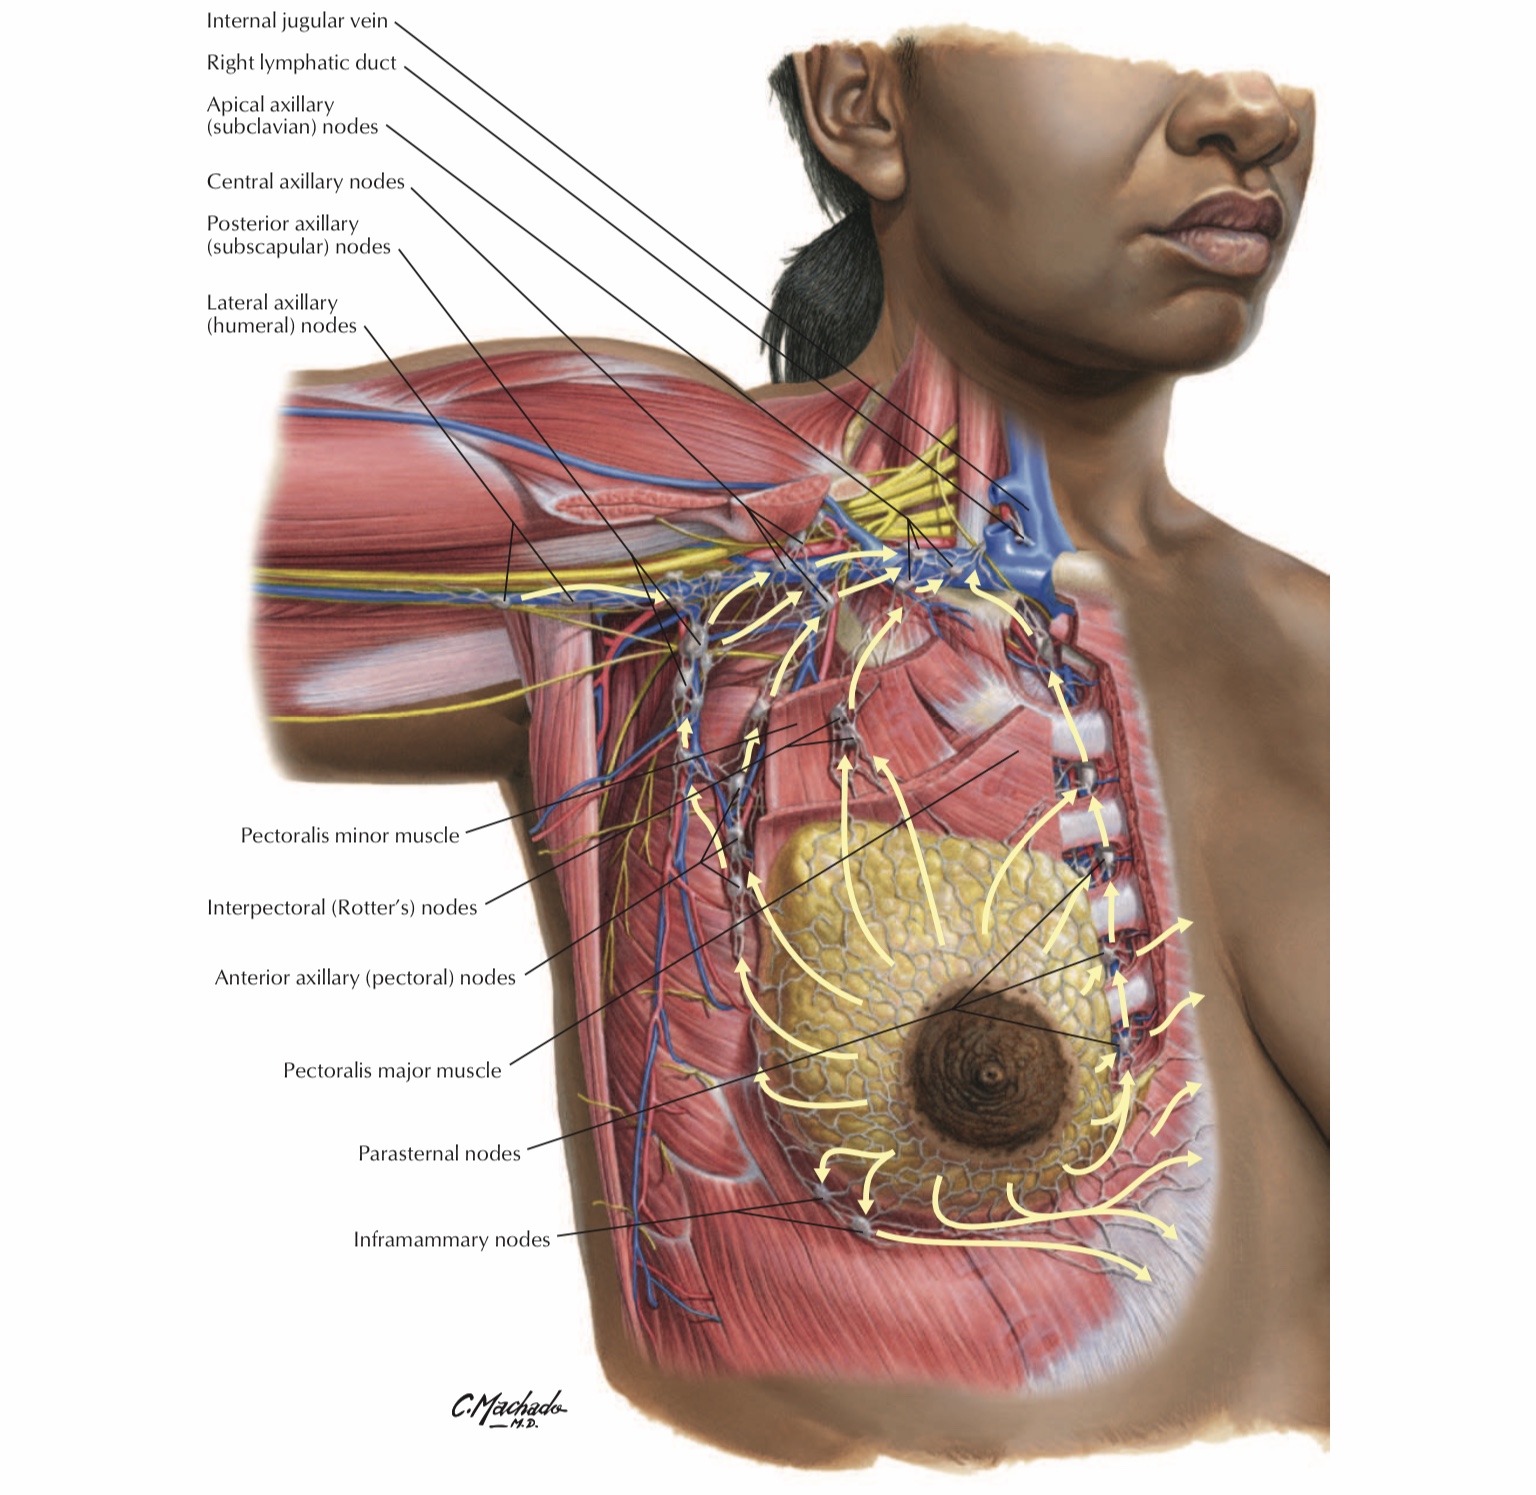 Internal jugular vein
Right lymphatic duct
Apical axillary
(subclavian) nodes
Central axillary nodes
Posterior axillary
(subscapular) nodes
Lateral axillary
(humeral) nodes
Pectoralis minor muscle
Interpectoral (Rotter’s) nodes
Anterior axillary (pectoral) nodes
Pectoralis major muscle
Parasternal nodes
Inframammary nodes
C.Machado
M.D.